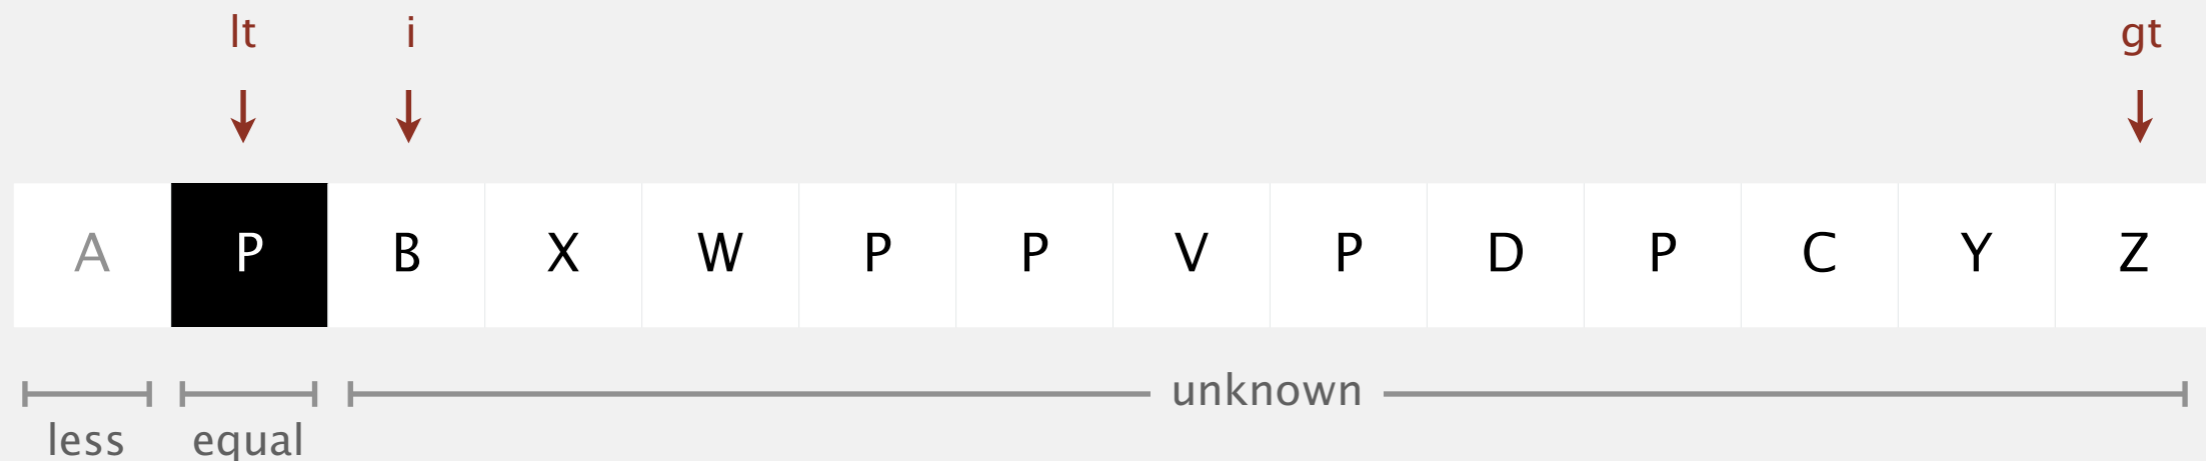 lt i gt
A P B X W P P V P D P C Y Z
unknown
less equal